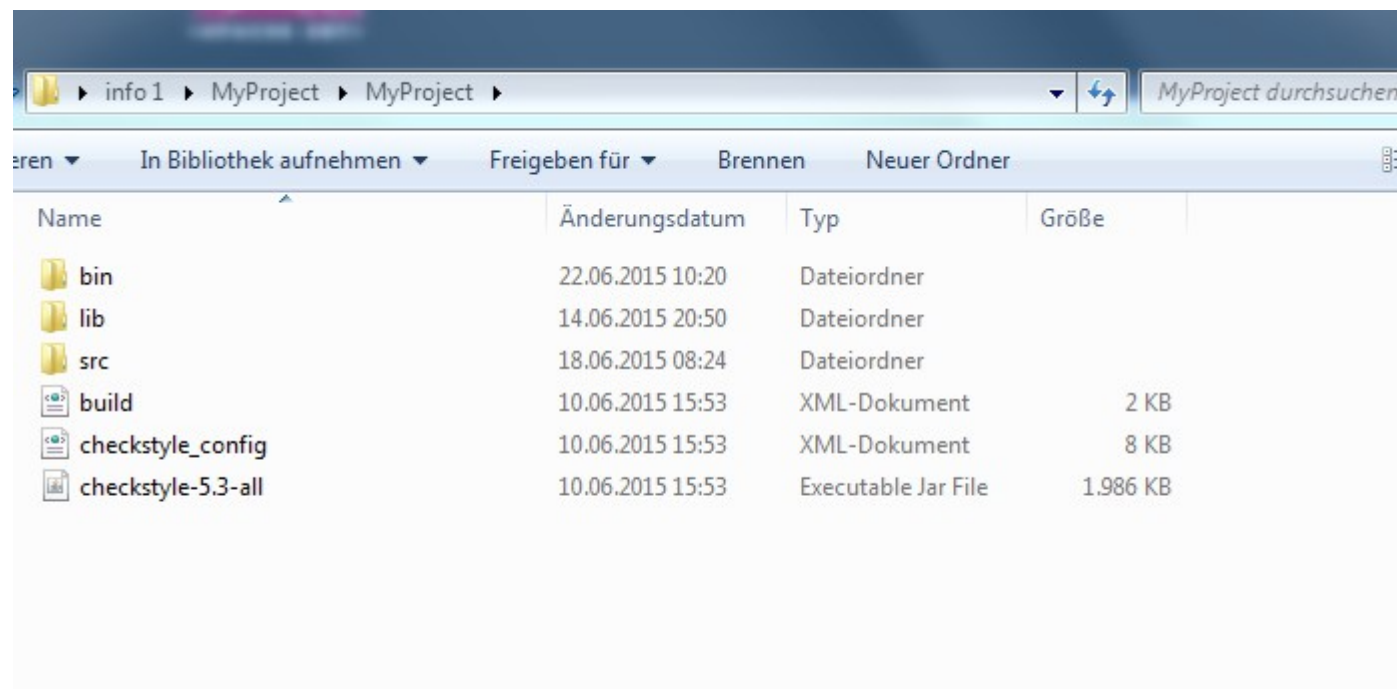 info 1 MyProject MyProject MyProject durchsuchen
eren In Bibliothek aufnehmen Freigeben für Brennen Neuer Ordner
Name Änderungsdatum Typ Größe
bin 22.06.2015 10:20 Dateiordner
lib 14.06.2015 20:50 Dateiordner
src 18.06.2015 08:24 Dateiordner
build 10.06.2015 15:53 XML-Dokument 2 KB
checkstyle_config 10.06.2015 15:53 XML-Dokument 8 KB
checkstyle-5.3-all 10.06.2015 15:53 Executable Jar File 1.986 KB